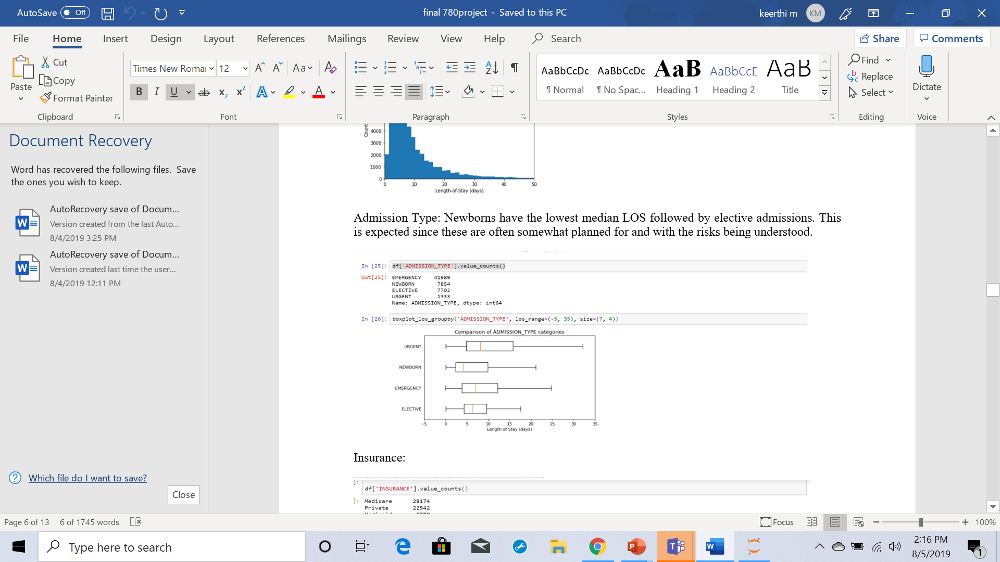 AutoSave Off
final 780project - Saved to this PC
keerthi m KM
File Home Insert Design Layout References Mailings Review View Help Search Share Comments
Paste
Cut
Copy
Format Painter
Clipboard
Times New Roman 12
Font
Paragraph
AaBbCcDc AaBbCcDc AaB AaBbCcD AaB
¶ Normal ¶ No Spac... Heading 1 Heading 2 Title
Styles
Find
Replace
Select
Editing
Dictate
Voice
Document Recovery
Word has recovered the following files. Save
the ones you wish to keep.
AutoRecovery save of Docum...
Version created from the last Auto...
8/4/2019 3:25 PM
AutoRecovery save of Docum...
Version created last time the user...
8/4/2019 12:11 PM
Which file do I want to save?
Close
Count
4000
3000
2000
1000
0
0 10 20 30 40 50
Length-of-Stay (days)
Admission Type: Newborns have the lowest median LOS followed by elective admissions. This
is expected since these are often somewhat planned for and with the risks being understood.
In [25]: df['ADMISSION_TYPE'].value_counts()
Out[25]: EMERGENCY 41989
NEWBORN 7854
ELECTIVE 7702
URGENT 1333
Name: ADMISSION_TYPE, dtype: int64
In [26]: boxplot_los_groupby('ADMISSION_TYPE', los_range=(-5, 35), size=(7, 4))
Comparison of ADMISSION_TYPE categories
URGENT
NEWBORN
EMERGENCY
ELECTIVE
-5 0 5 10 15 20 25 30 35
Length of Stay (days)
Insurance:
]:
df['INSURANCE'].value_counts()
]: Medicare 28174
Private 22542
Page 6 of 13 6 of 1745 words
Focus
100%
Type here to search
2:16 PM
8/5/2019
1